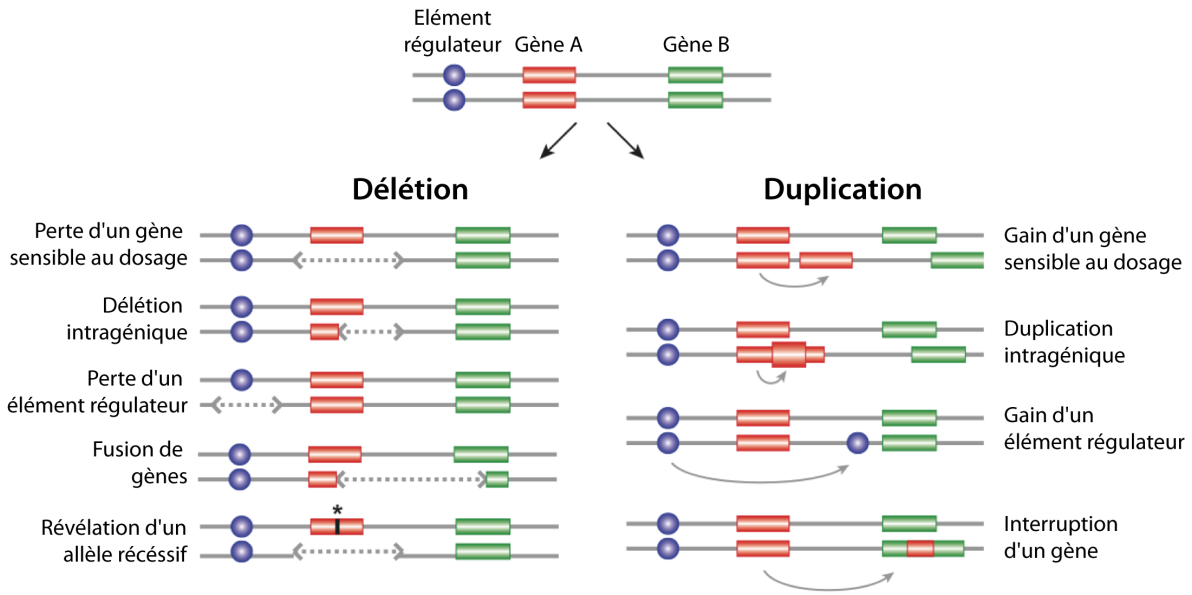 Elément
régulateur
Gène A
Gène B
Délétion
Duplication
Perte d'un gène
sensible au dosage
Délétion
intragénique
Perte d'un
élément régulateur
Fusion de
gènes
*
Révélation d'un
allèle récéssif
Gain d'un gène
sensible au dosage
Duplication
intragénique
Gain d'un
élément régulateur
Interruption
d'un gène